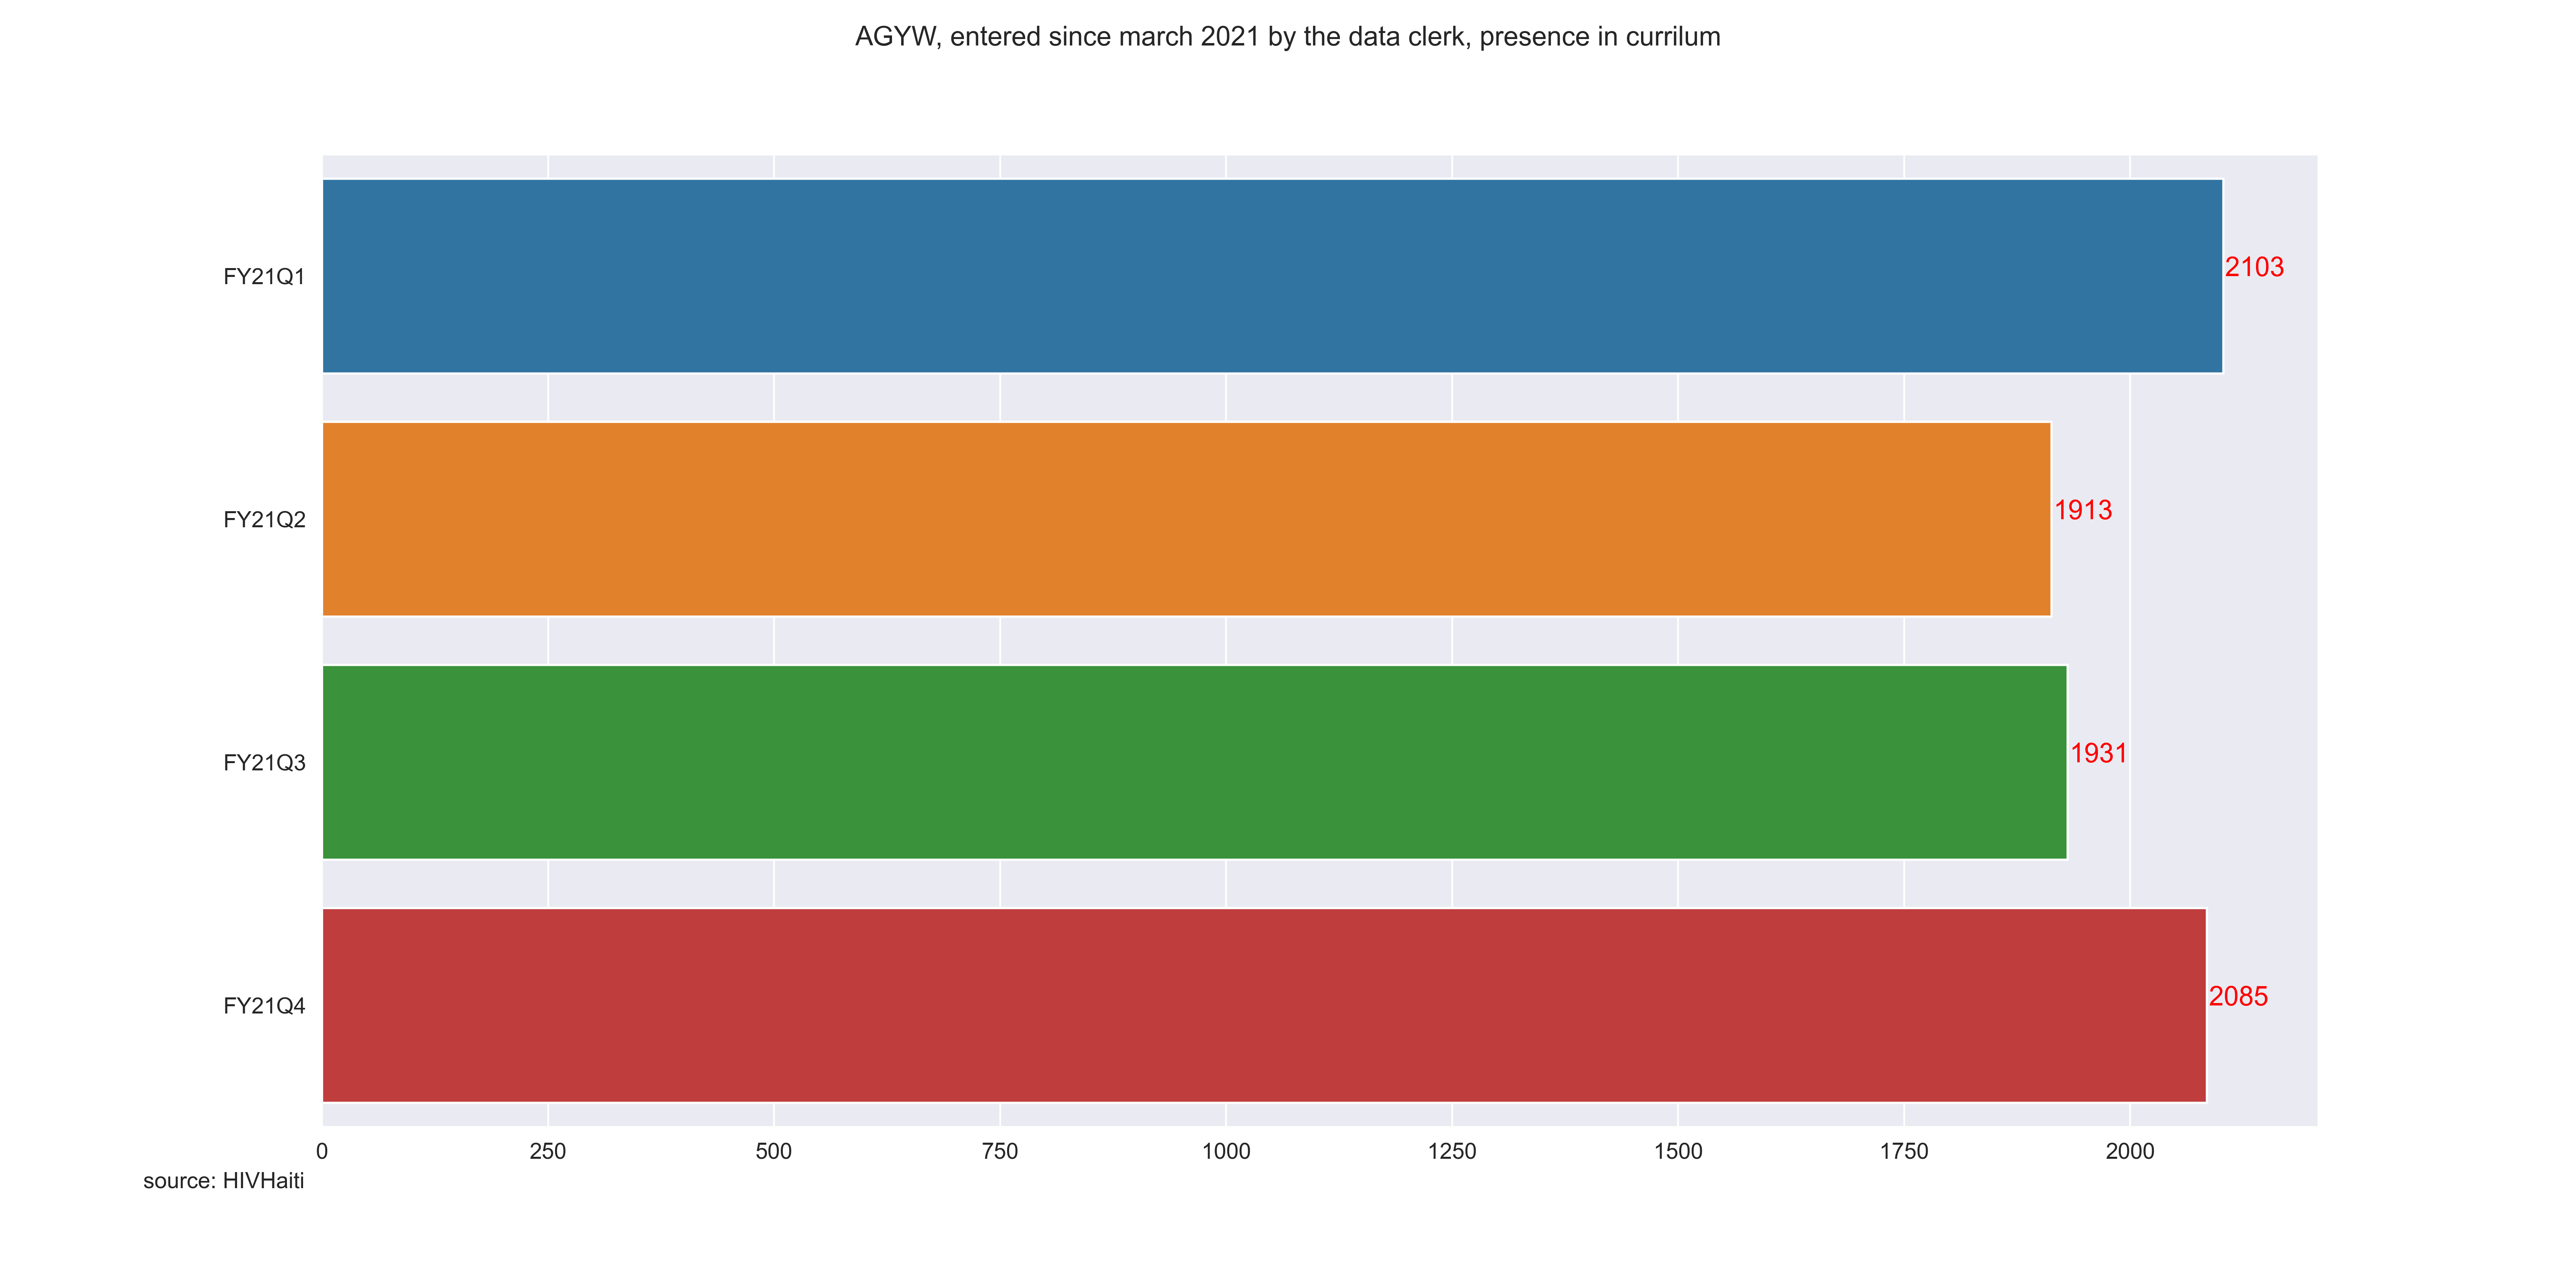 AGYW, entered since march 2021 by the data clerk, presence in currilum
FY21Q1
2103
FY21Q2
1913
FY21Q3
1931
FY21Q4
2085
0 250 500 750 1000 1250 1500 1750 2000
source: HIVHaiti